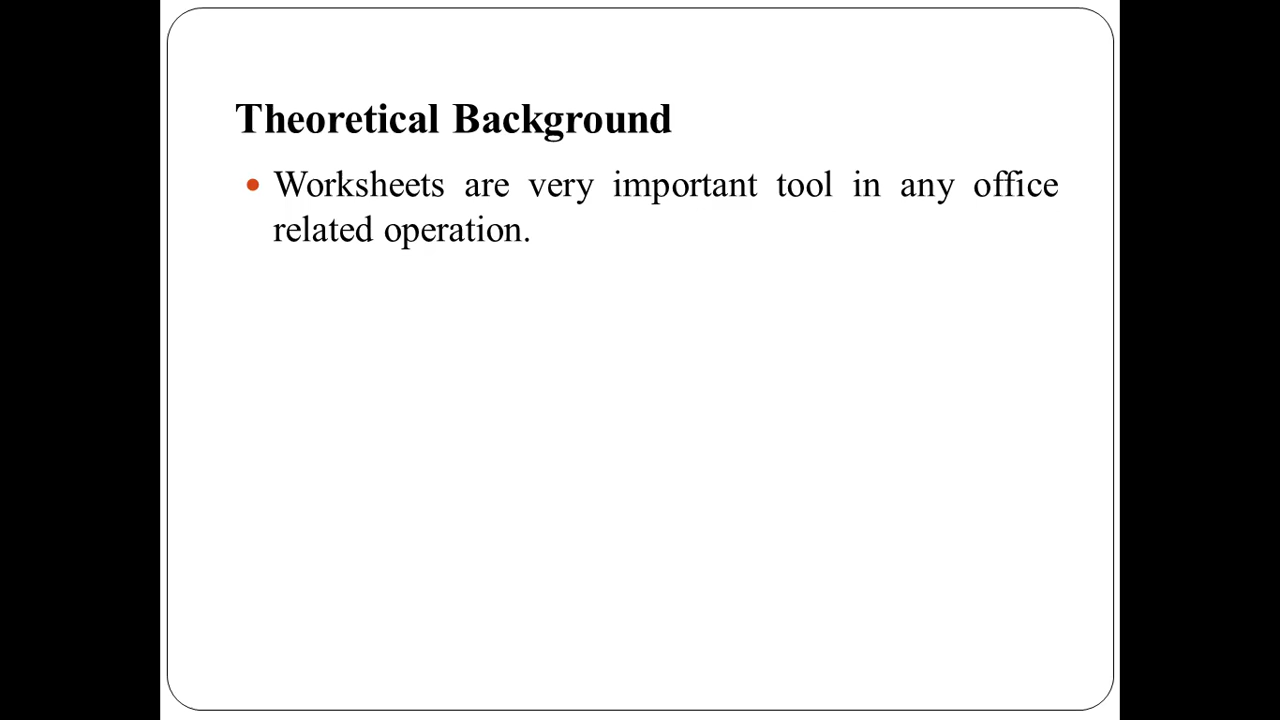 Theoretical Background
• Worksheets are very important tool in any office
related operation.